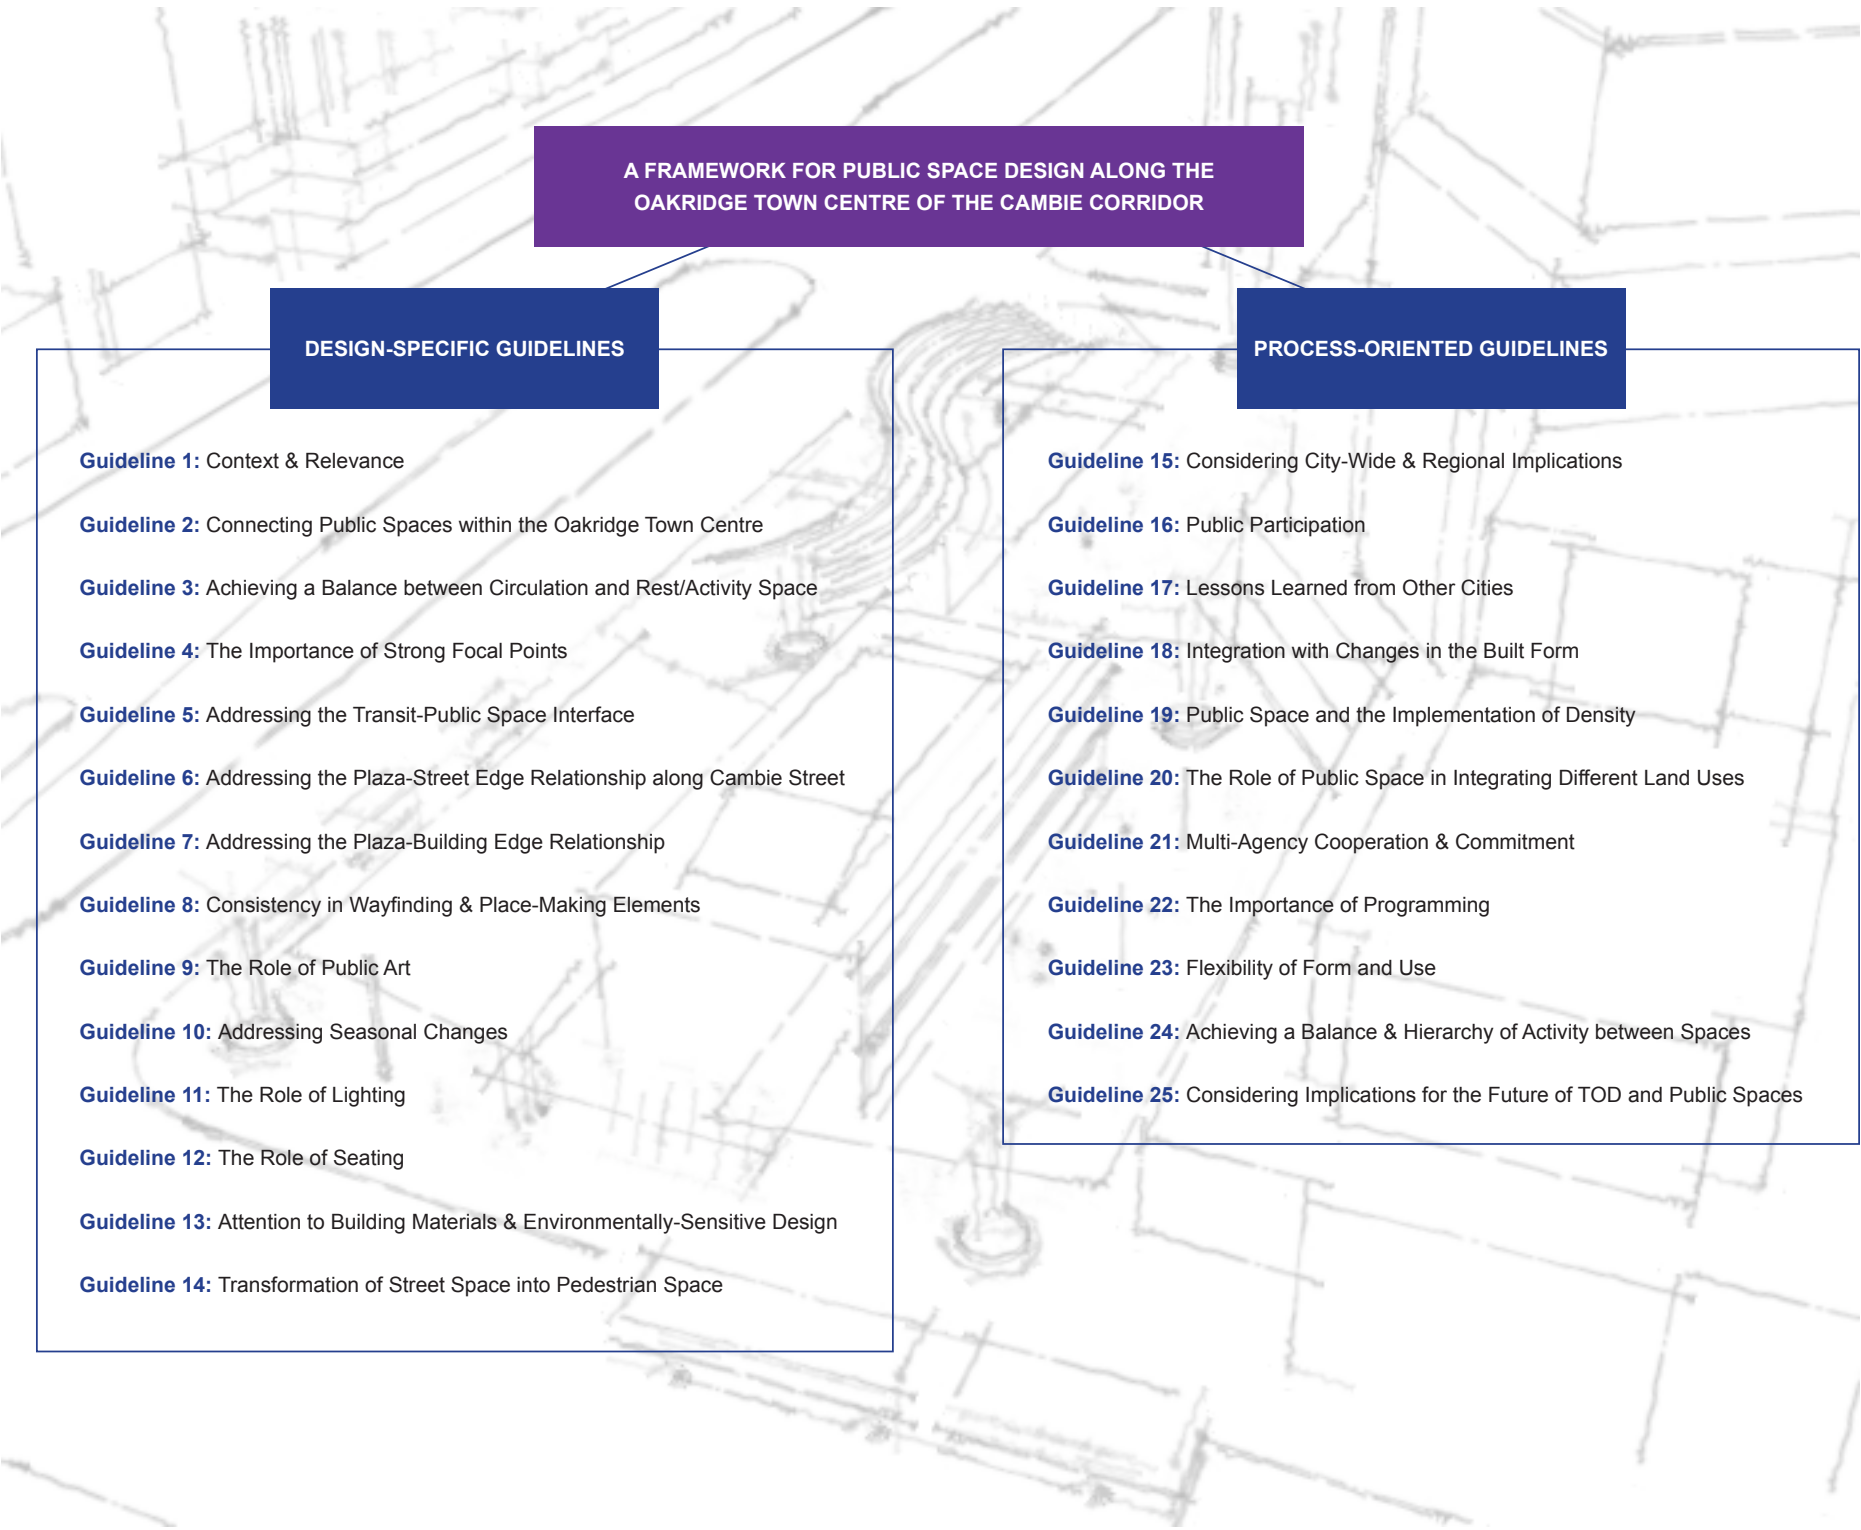 A FRAMEWORK FOR PUBLIC SPACE DESIGN ALONG THE
OAKRIDGE TOWN CENTRE OF THE CAMBIE CORRIDOR
DESIGN-SPECIFIC GUIDELINES
Guideline 1: Context & Relevance
Guideline 2: Connecting Public Spaces within the Oakridge Town Centre
Guideline 3: Achieving a Balance between Circulation and Rest/Activity Space
Guideline 4: The Importance of Strong Focal Points
Guideline 5: Addressing the Transit-Public Space Interface
Guideline 6: Addressing the Plaza-Street Edge Relationship along Cambie Street
Guideline 7: Addressing the Plaza-Building Edge Relationship
Guideline 8: Consistency in Wayfinding & Place-Making Elements
Guideline 9: The Role of Public Art
Guideline 10: Addressing Seasonal Changes
Guideline 11: The Role of Lighting
Guideline 12: The Role of Seating
Guideline 13: Attention to Building Materials & Environmentally-Sensitive Design
Guideline 14: Transformation of Street Space into Pedestrian Space
PROCESS-ORIENTED GUIDELINES
Guideline 15: Considering City-Wide & Regional Implications
Guideline 16: Public Participation
Guideline 17: Lessons Learned from Other Cities
Guideline 18: Integration with Changes in the Built Form
Guideline 19: Public Space and the Implementation of Density
Guideline 20: The Role of Public Space in Integrating Different Land Uses
Guideline 21: Multi-Agency Cooperation & Commitment
Guideline 22: The Importance of Programming
Guideline 23: Flexibility of Form and Use
Guideline 24: Achieving a Balance & Hierarchy of Activity between Spaces
Guideline 25: Considering Implications for the Future of TOD and Public Spaces